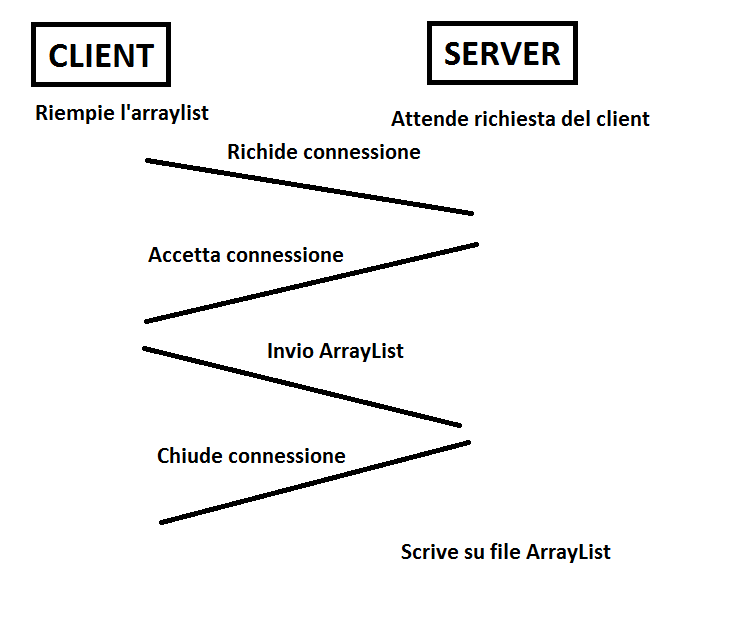 CLIENT
SERVER
Riempie l'arraylist
Attende richiesta del client
Richide connessione
Accetta connessione
Invio ArrayList
Chiude connessione
Scrive su file ArrayList